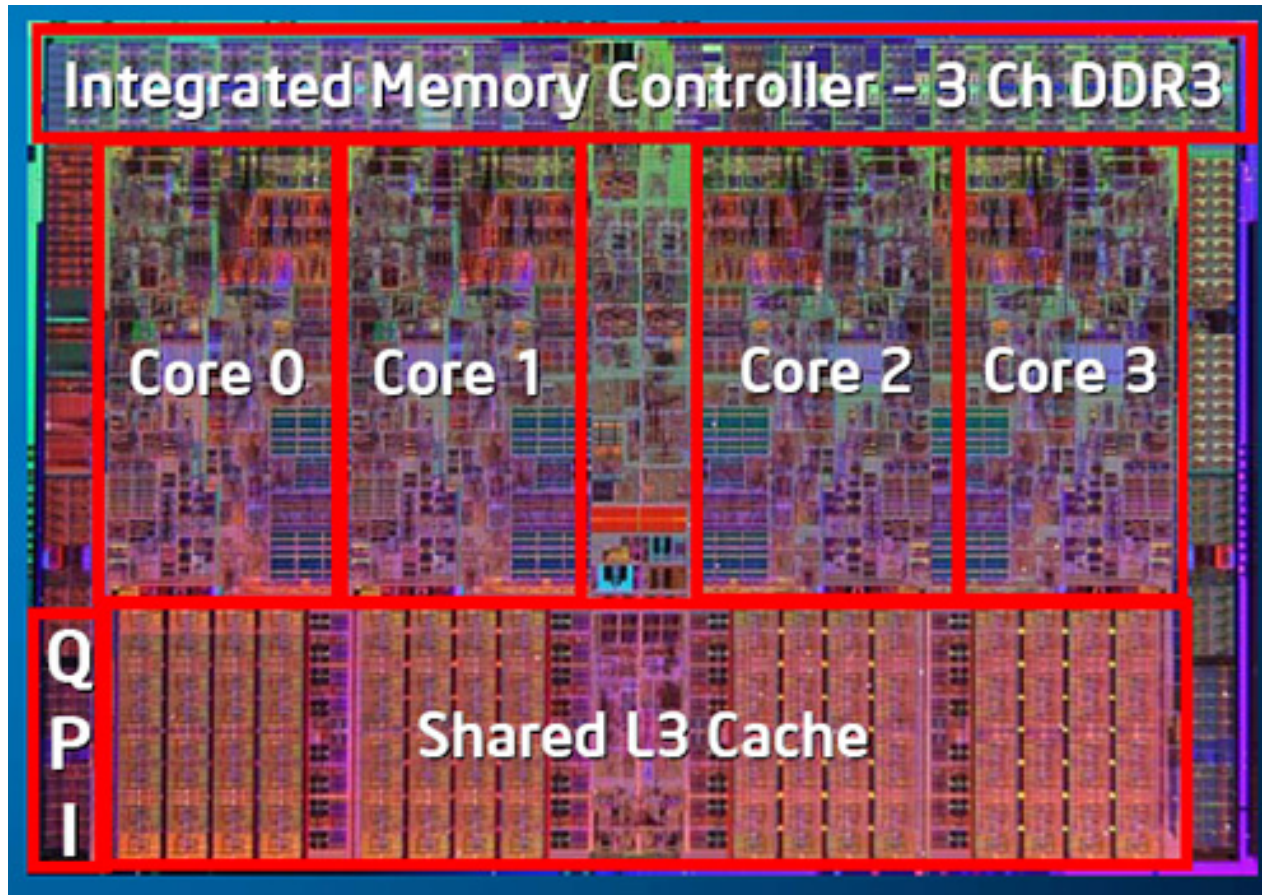 Integrated Memory Controller – 3 Ch DDR3
Core 0
Core 1
Core 2
Core 3
Q
P
I
Shared L3 Cache